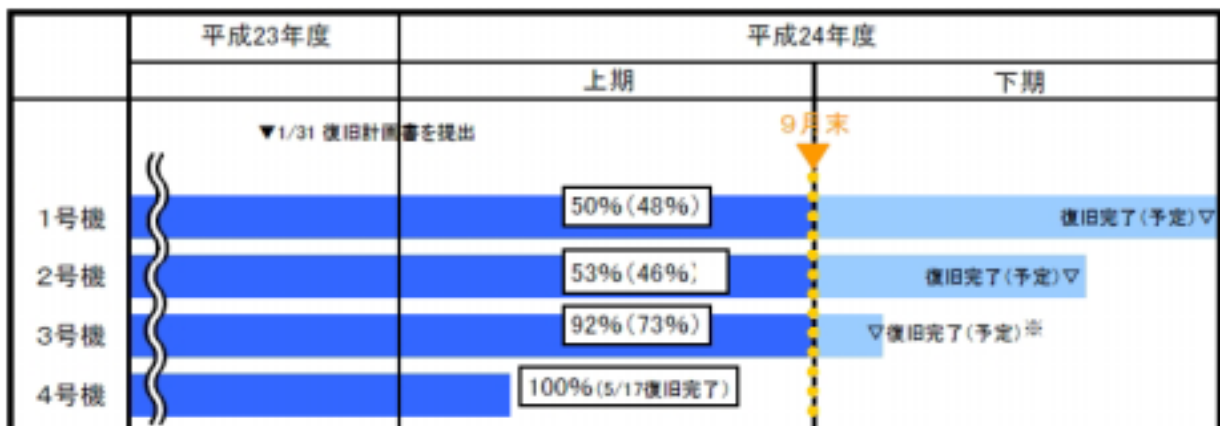 平成23年度 平成24年度
上期 下期
▼1/31 復旧計画書を提出
9月末
1号機 50%(48%) 復旧完了(予定)▽
2号機 53%(46%) 復旧完了(予定)▽
3号機 92%(73%) ▽復旧完了(予定)※
4号機 100%(5/17復旧完了)